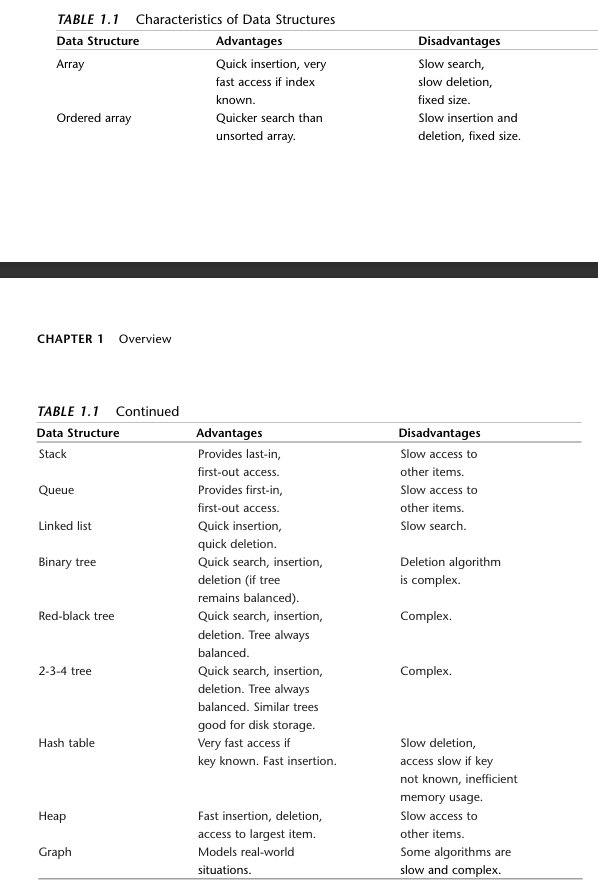 TABLE 1.1 Characteristics of Data Structures
Data Structure Advantages Disadvantages
Array Quick insertion, very Slow search,
fast access if index slow deletion,
known. fixed size.
Ordered array Quicker search than Slow insertion and
unsorted array. deletion, fixed size.
CHAPTER 1 Overview
TABLE 1.1 Continued
Data Structure Advantages Disadvantages
Stack Provides last-in, Slow access to
first-out access. other items.
Queue Provides first-in, Slow access to
first-out access. other items.
Linked list Quick insertion, Slow search.
quick deletion.
Binary tree Quick search, insertion, Deletion algorithm
deletion (if tree is complex.
remains balanced).
Red-black tree Quick search, insertion, Complex.
deletion. Tree always
balanced.
2-3-4 tree Quick search, insertion, Complex.
deletion. Tree always
balanced. Similar trees
good for disk storage.
Hash table Very fast access if Slow deletion,
key known. Fast insertion. access slow if key
not known, inefficient
memory usage.
Heap Fast insertion, deletion, Slow access to
access to largest item. other items.
Graph Models real-world Some algorithms are
situations. slow and complex.